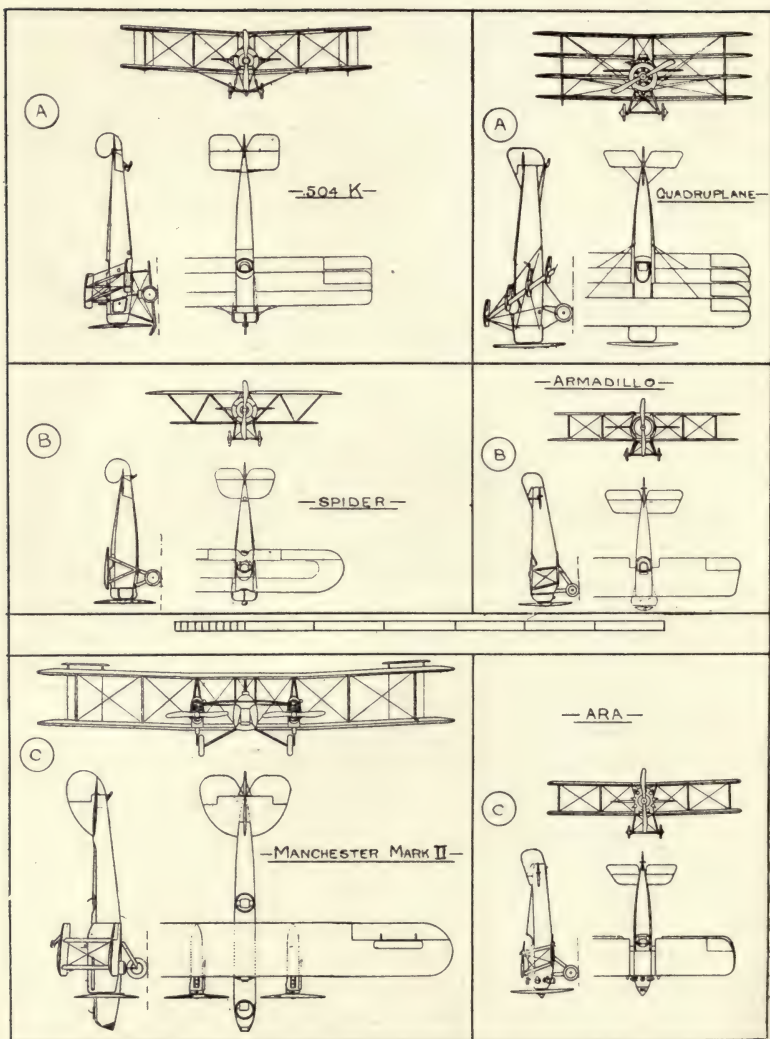 A
— 504 K —
A
QUADRUPLANE —
B
— SPIDER —
— ARMADILLO —
B
C
— MANCHESTER MARK II —
— ARA —
C